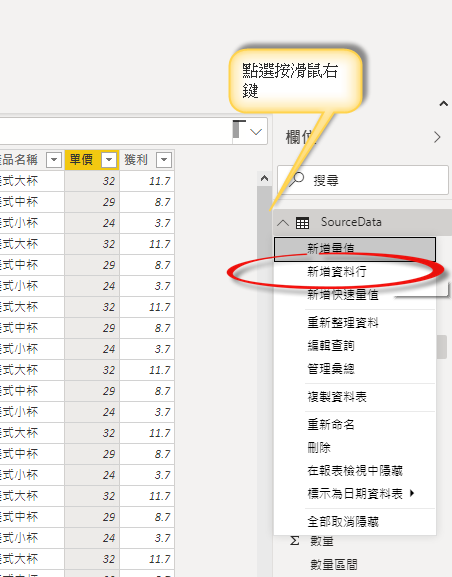 點選按滑鼠右
鍵
欄位
搜尋
品名稱 單價 獲利
式大杯 32 11.7
式中杯 29 8.7
式小杯 24 3.7
式大杯 32 11.7
式中杯 29 8.7
式小杯 24 3.7
式大杯 32 11.7
式中杯 29 8.7
式小杯 24 3.7
式大杯 32 11.7
式中杯 29 8.7
式小杯 24 3.7
式大杯 32 11.7
式中杯 29 8.7
式小杯 24 3.7
式大杯 32 11.7
式中杯 29 8.7
式小杯 24 3.7
式大杯 32 11.7
SourceData
新增量值
新增資料行
新增快速量值
重新整理資料
編輯查詢
管理彙總
複製資料表
重新命名
刪除
在報表檢視中隱藏
標示為日期資料表
全部取消隱藏
數量
數量區間